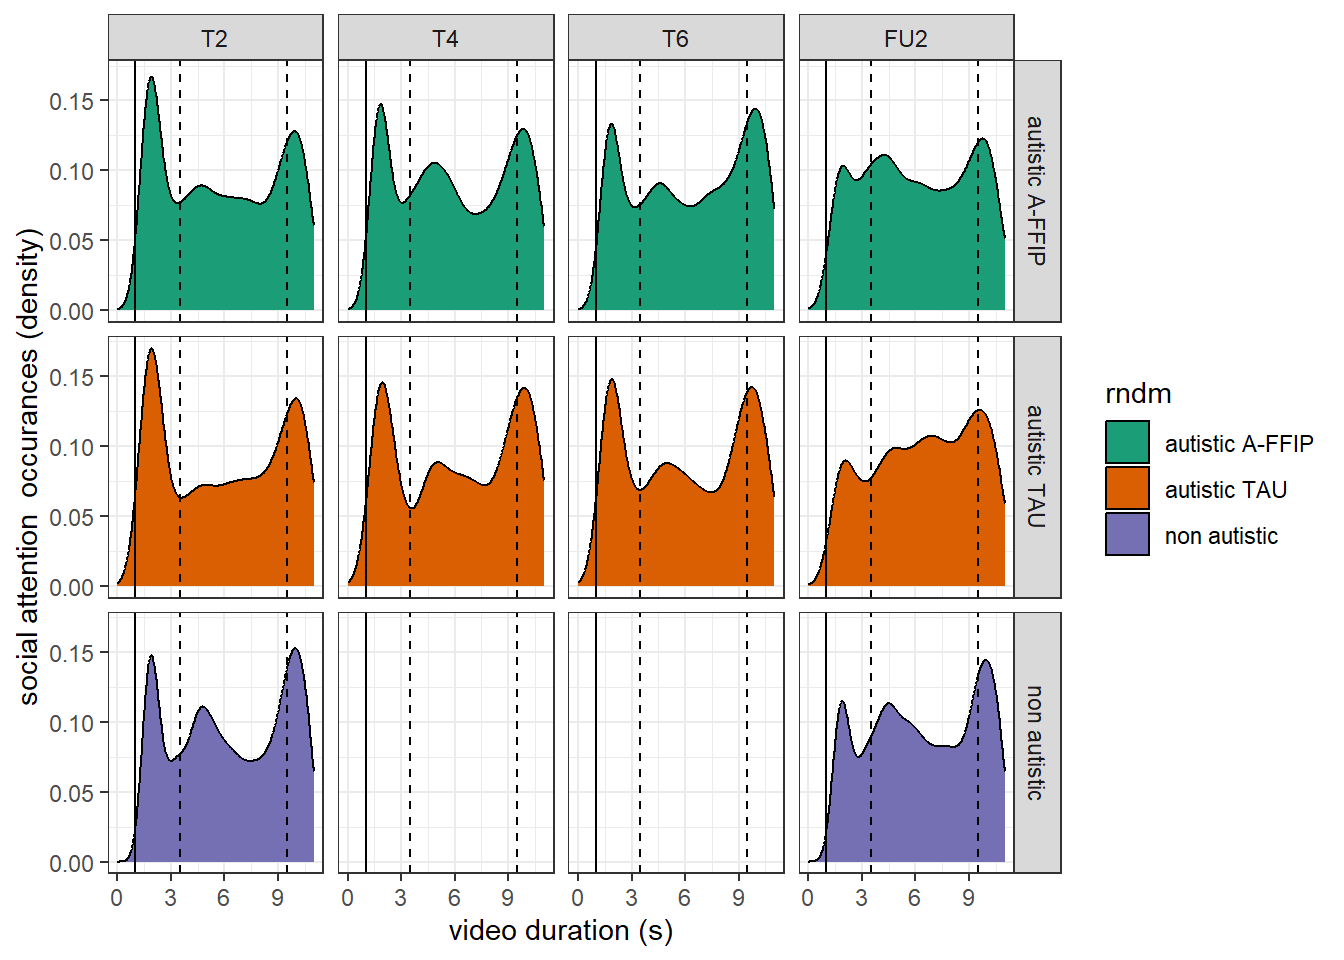 T2 T4 T6 FU2
social attention  occurances (density)
0.15
0.10
0.05
0.00
autistic A-FFIP
0.15
0.10
0.05
0.00
autistic TAU
0.15
0.10
0.05
0.00
non autistic
0 3 6 9 0 3 6 9 0 3 6 9 0 3 6 9
video duration (s)
rndm
autistic A-FFIP
autistic TAU
non autistic